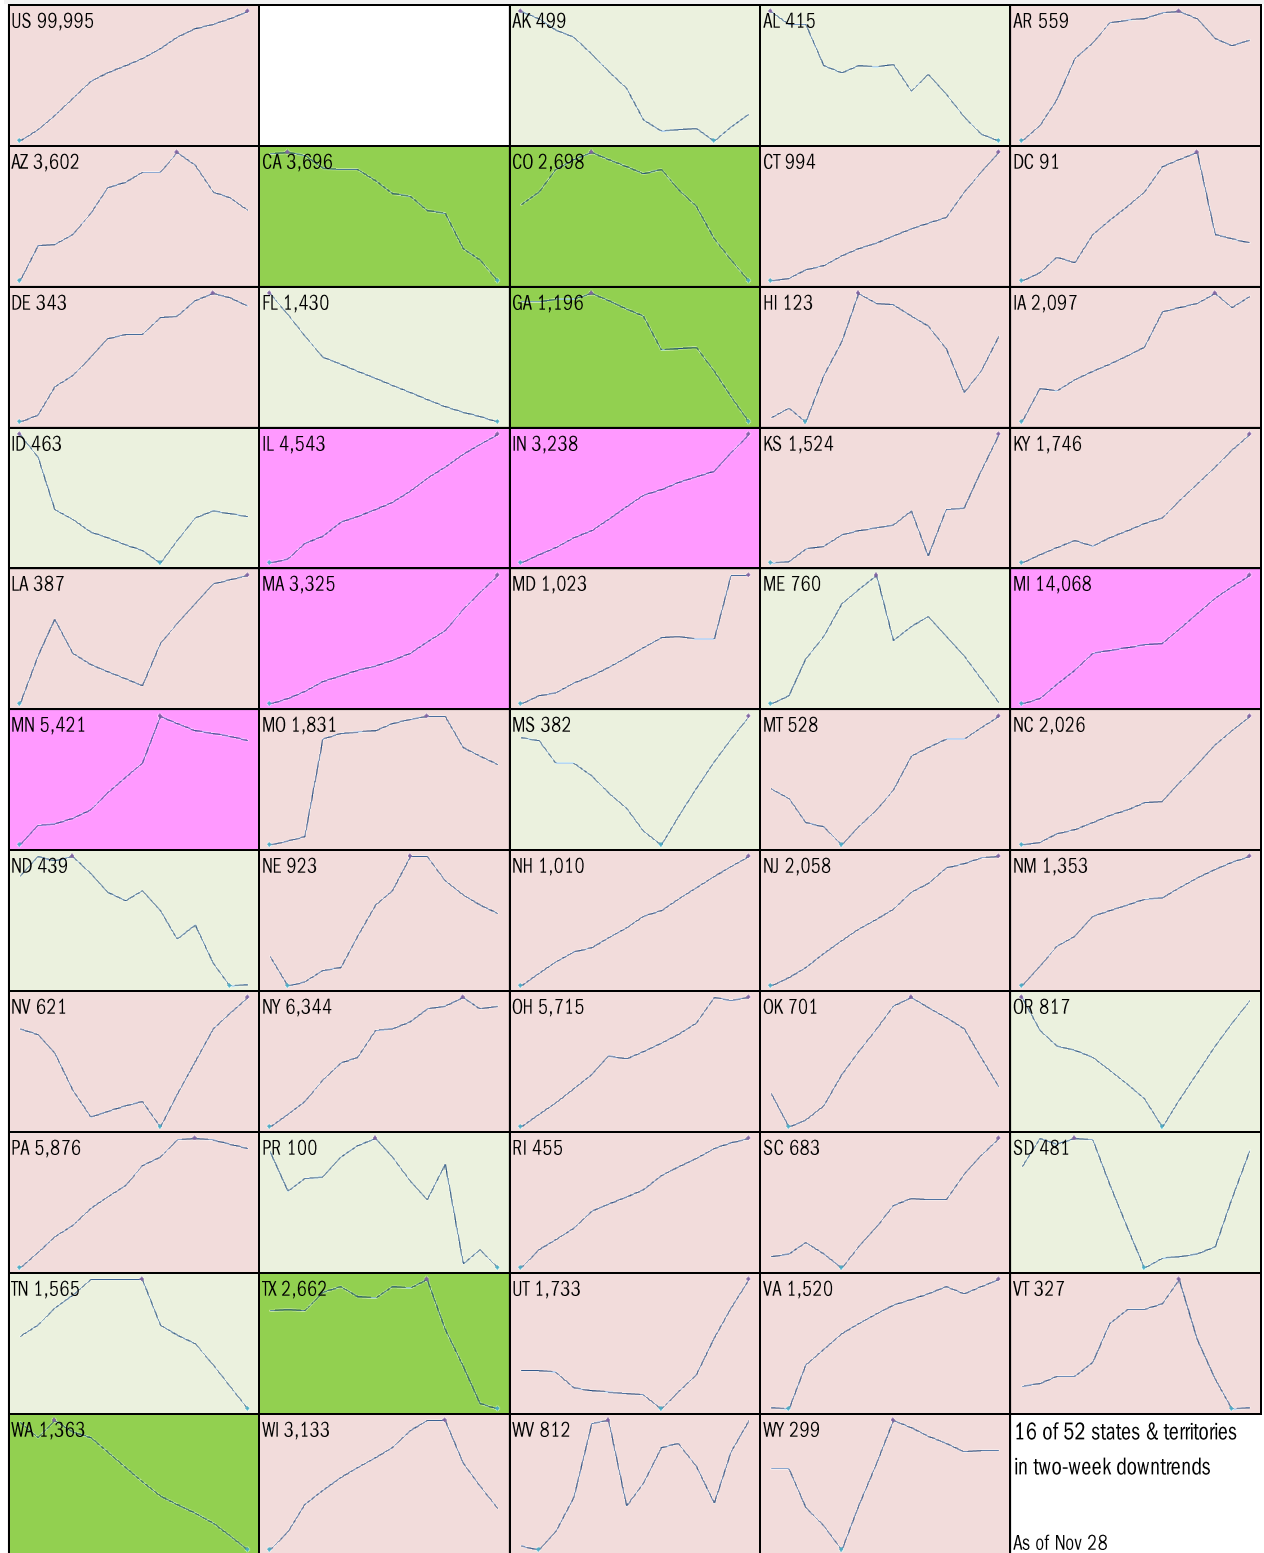 US 99,995
AK 499
AL 415
AR 559
AZ 3,602
CA 3,696
CO 2,698
CT 994
DC 91
DE 343
FL 1,430
GA 1,196
HI 123
IA 2,097
ID 463
IL 4,543
IN 3,238
KS 1,524
KY 1,746
LA 387
MA 3,325
MD 1,023
ME 760
MI 14,068
MN 5,421
MO 1,831
MS 382
MT 528
NC 2,026
ND 439
NE 923
NH 1,010
NJ 2,058
NM 1,353
NV 621
NY 6,344
OH 5,715
OK 701
OR 817
PA 5,876
PR 100
RI 455
SC 683
SD 481
TN 1,565
TX 2,662
UT 1,733
VA 1,520
VT 327
WA 1,363
WI 3,133
WV 812
WY 299
16 of 52 states & territories
in two-week downtrends
As of Nov 28